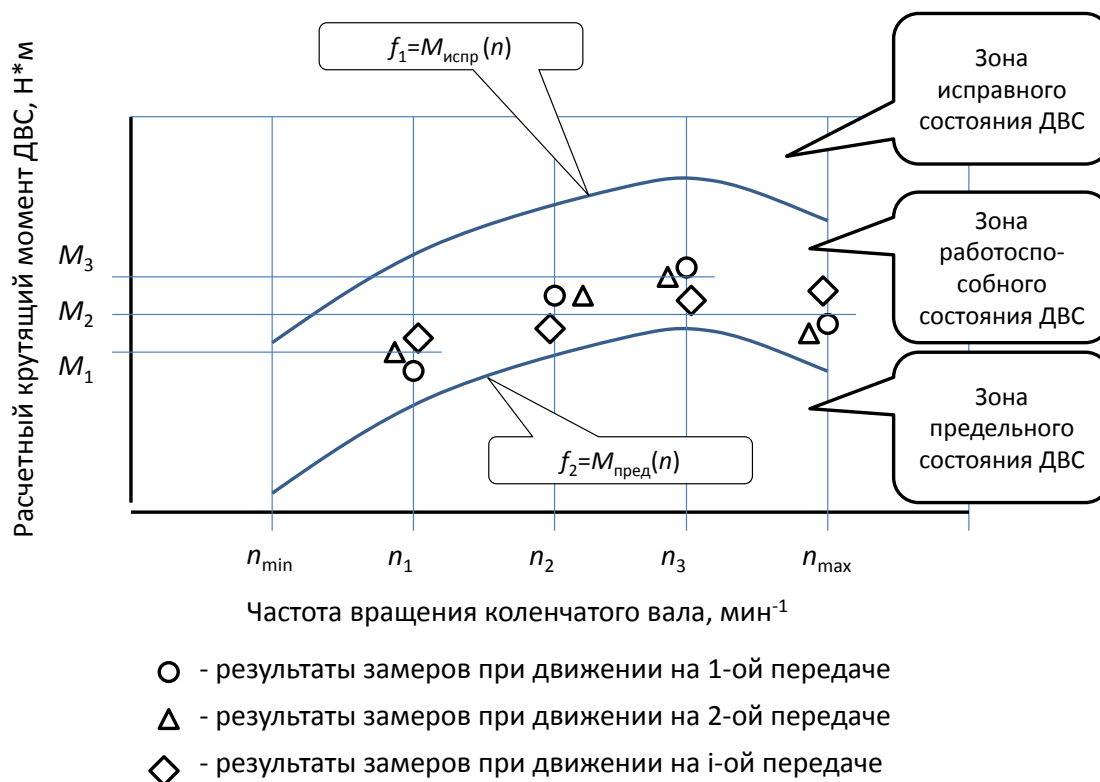 Расчетный крутящий момент ДВС, Н*м
f₁=Mиспр(n)
Зона
исправного
состояния ДВС
Зона
работоспо-
собного
состояния ДВС
Зона
предельного
состояния ДВС
M₃
M₂
M₁
f₂=Mпред(n)
nmin
n₁
n₂
n₃
nmax
Частота вращения коленчатого вала, мин⁻¹
- результаты замеров при движении на 1-ой передаче
- результаты замеров при движении на 2-ой передаче
- результаты замеров при движении на i-ой передаче